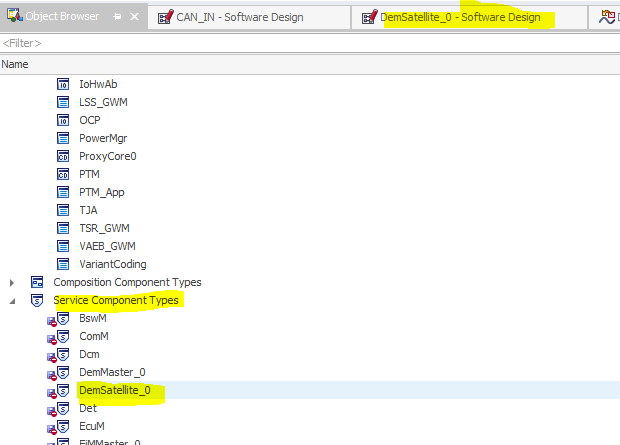 Object Browser
CAN_IN - Software Design
DemSatellite_0 - Software Design
<Filter>
Name
IoHwAb
LSS_GWM
OCP
PowerMgr
ProxyCore0
PTM
PTM_App
TJA
TSR_GWM
VAEB_GWM
VariantCoding
Composition Component Types
Service Component Types
BswM
ComM
Dcm
DemMaster_0
DemSatellite_0
Det
EcuM